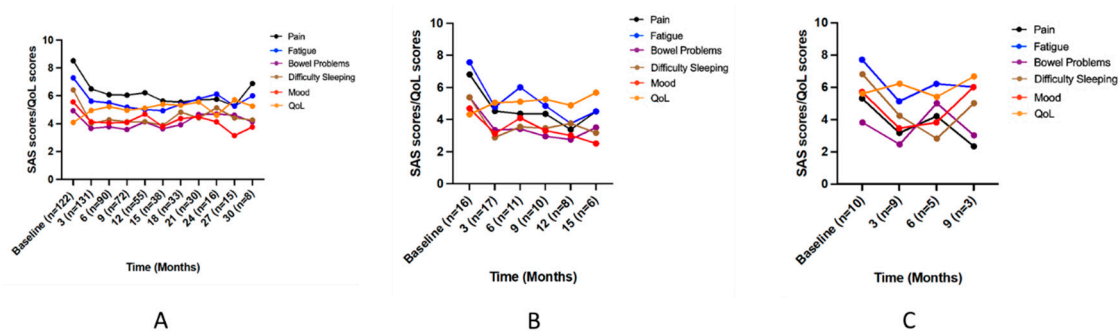 SAS scores/QoL scores
10
8
6
4
2
0
Baseline (n=122)
3 (n=131)
6 (n=90)
9 (n=72)
12 (n=55)
15 (n=38)
18 (n=33)
21 (n=30)
24 (n=16)
27 (n=15)
30 (n=8)
Time (Months)
Pain
Fatigue
Bowel Problems
Difficulty Sleeping
Mood
QoL
A
SAS scores/QoL scores
10
8
6
4
2
0
Baseline (n=16)
3 (n=17)
6 (n=11)
9 (n=10)
12 (n=8)
15 (n=6)
Time (Months)
Pain
Fatigue
Bowel Problems
Difficulty Sleeping
Mood
QoL
B
SAS scores/QoL scores
10
8
6
4
2
0
Baseline (n=10)
3 (n=9)
6 (n=5)
9 (n=3)
Time (Months)
Pain
Fatigue
Bowel Problems
Difficulty Sleeping
Mood
QoL
C